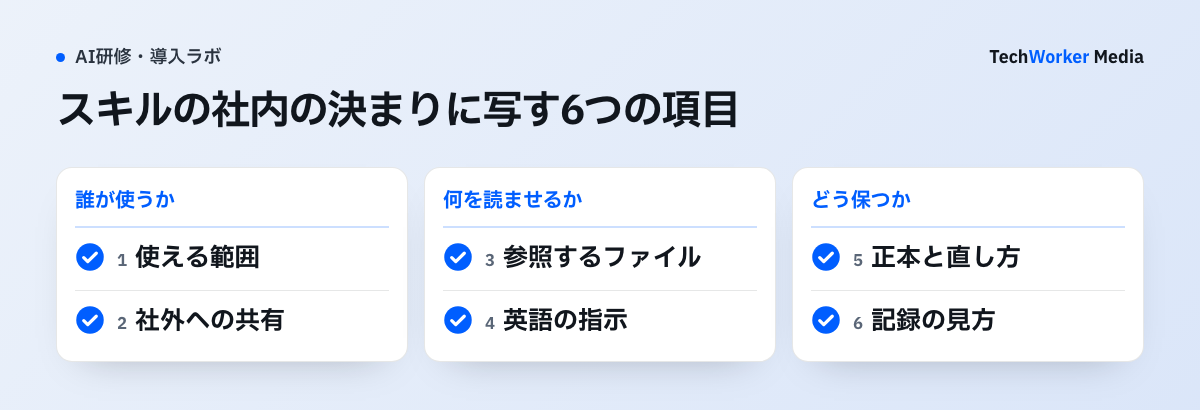 AI研修・導入ラボ
TechWorker Media
スキルの社内の決まりに写す6つの項目
誰が使うか
1 使える範囲
2 社外への共有
何を読ませるか
3 参照するファイル
4 英語の指示
どう保つか
5 正本と直し方
6 記録の見方